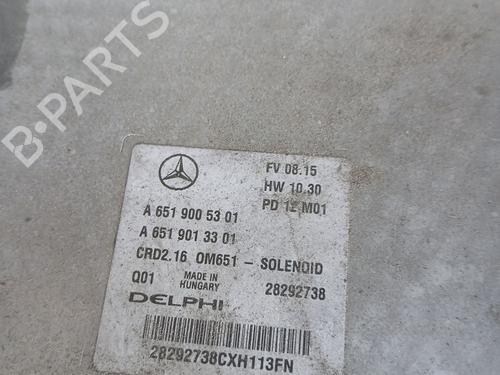 B-PARTS
FV 08.15
HW 10.30
PD 12 M01
A 651 900 53 01
A 651 901 33 01
CRD2.16 OM651 - SOLENOID
Q01 MADE IN HUNGARY 28292738
DELPHI
28292738CXH113FN